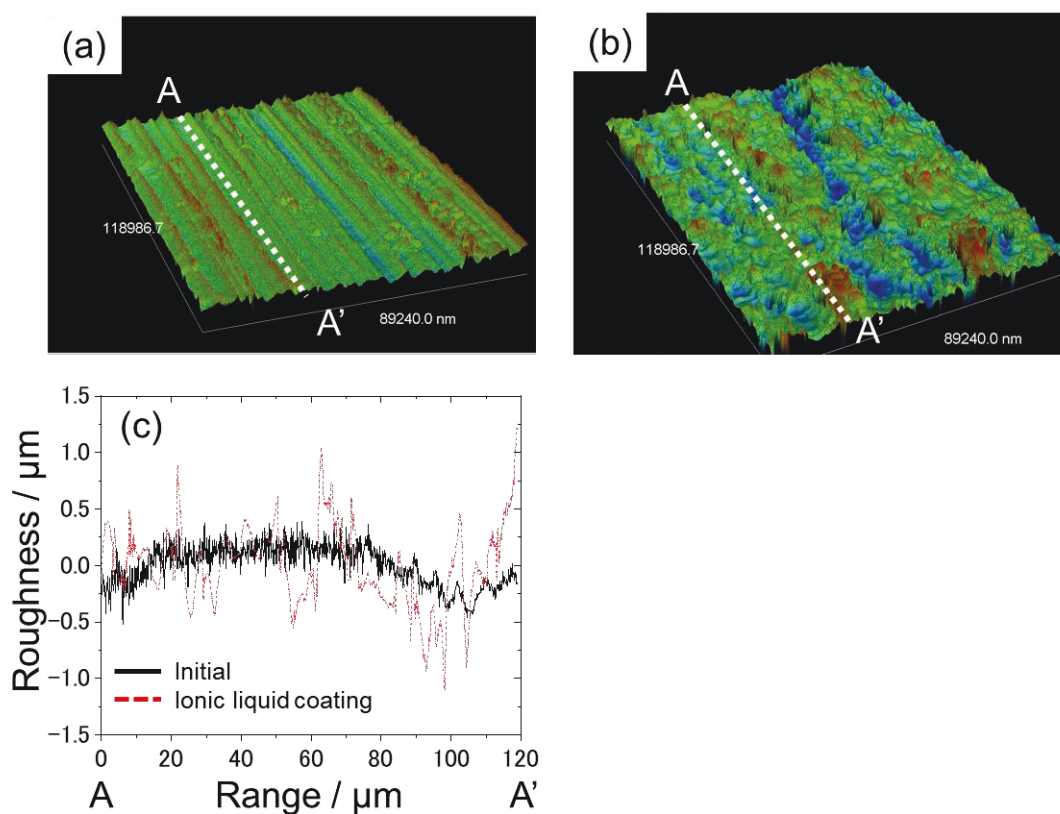 (a)
A
118986.7
A’
89240.0 nm
(b)
A
118986.7
A’
89240.0 nm
(c)
Roughness / μm
1.5
1.0
0.5
0.0
−0.5
−1.0
−1.5
Initial
Ionic liquid coating
0 20 40 60 80 100 120
A Range / μm A’